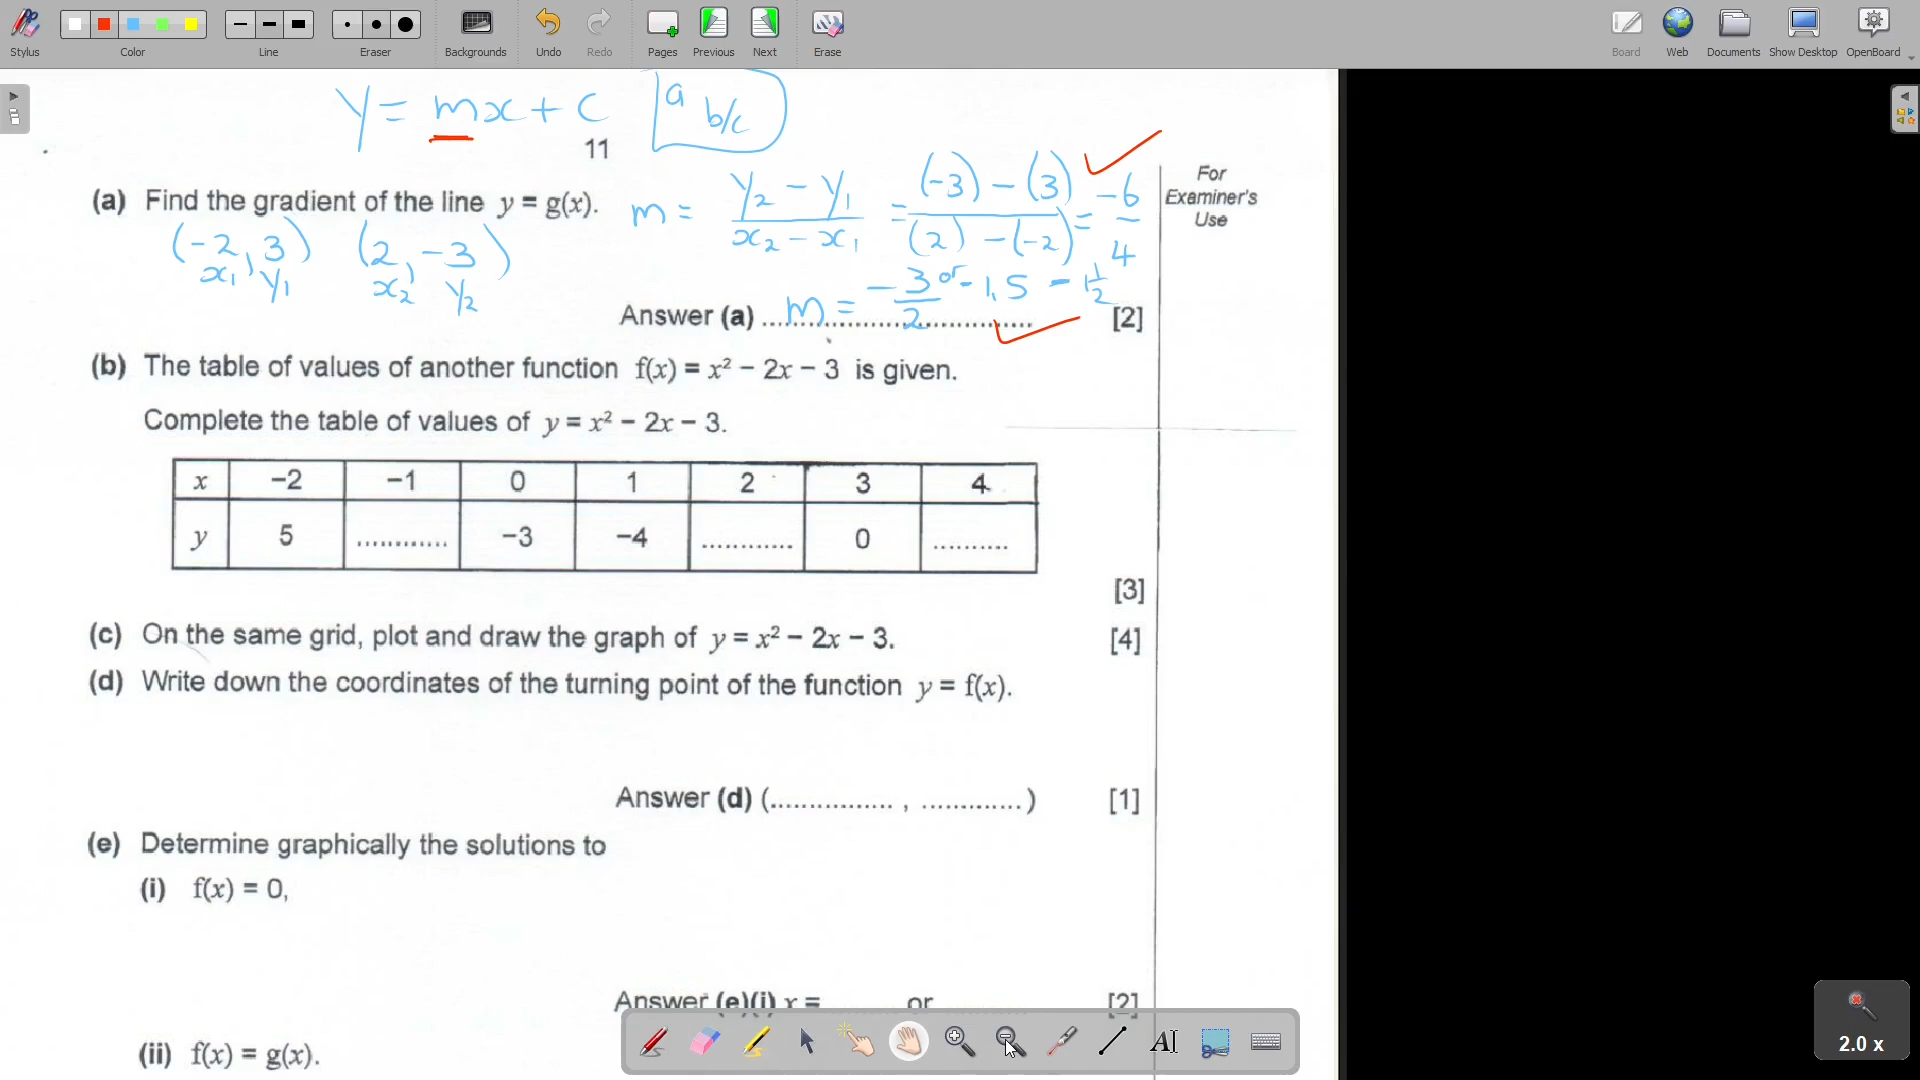 Stylus Color Line Eraser Backgrounds Undo Redo Pages Previous Next Erase Board Web Documents Show Desktop OpenBoard
y = mx + c a b/c
11
For
Examiner's
Use
(a) Find the gradient of the line y = g(x). m = y₂ − y₁ / x₂ − x₁ = (-3) − (3) / (2) − (-2) = -6 / 4
(-2, 3) (2, -3)
x₁ y₁ x₂ y₂
Answer (a) m = -3/2 or -1,5 -1 1/2 [2]
(b) The table of values of another function f(x) = x² − 2x − 3 is given.
Complete the table of values of y = x² − 2x − 3.
x −2 −1 0 1 2 3 4
y 5 ............ −3 −4 ............ 0 ..........
[3]
(c) On the same grid, plot and draw the graph of y = x² − 2x − 3. [4]
(d) Write down the coordinates of the turning point of the function y = f(x).
Answer (d) (................ , ............. ) [1]
(e) Determine graphically the solutions to
(i) f(x) = 0,
Answer (e)(i) x = or [2]
(ii) f(x) = g(x).
2.0 x